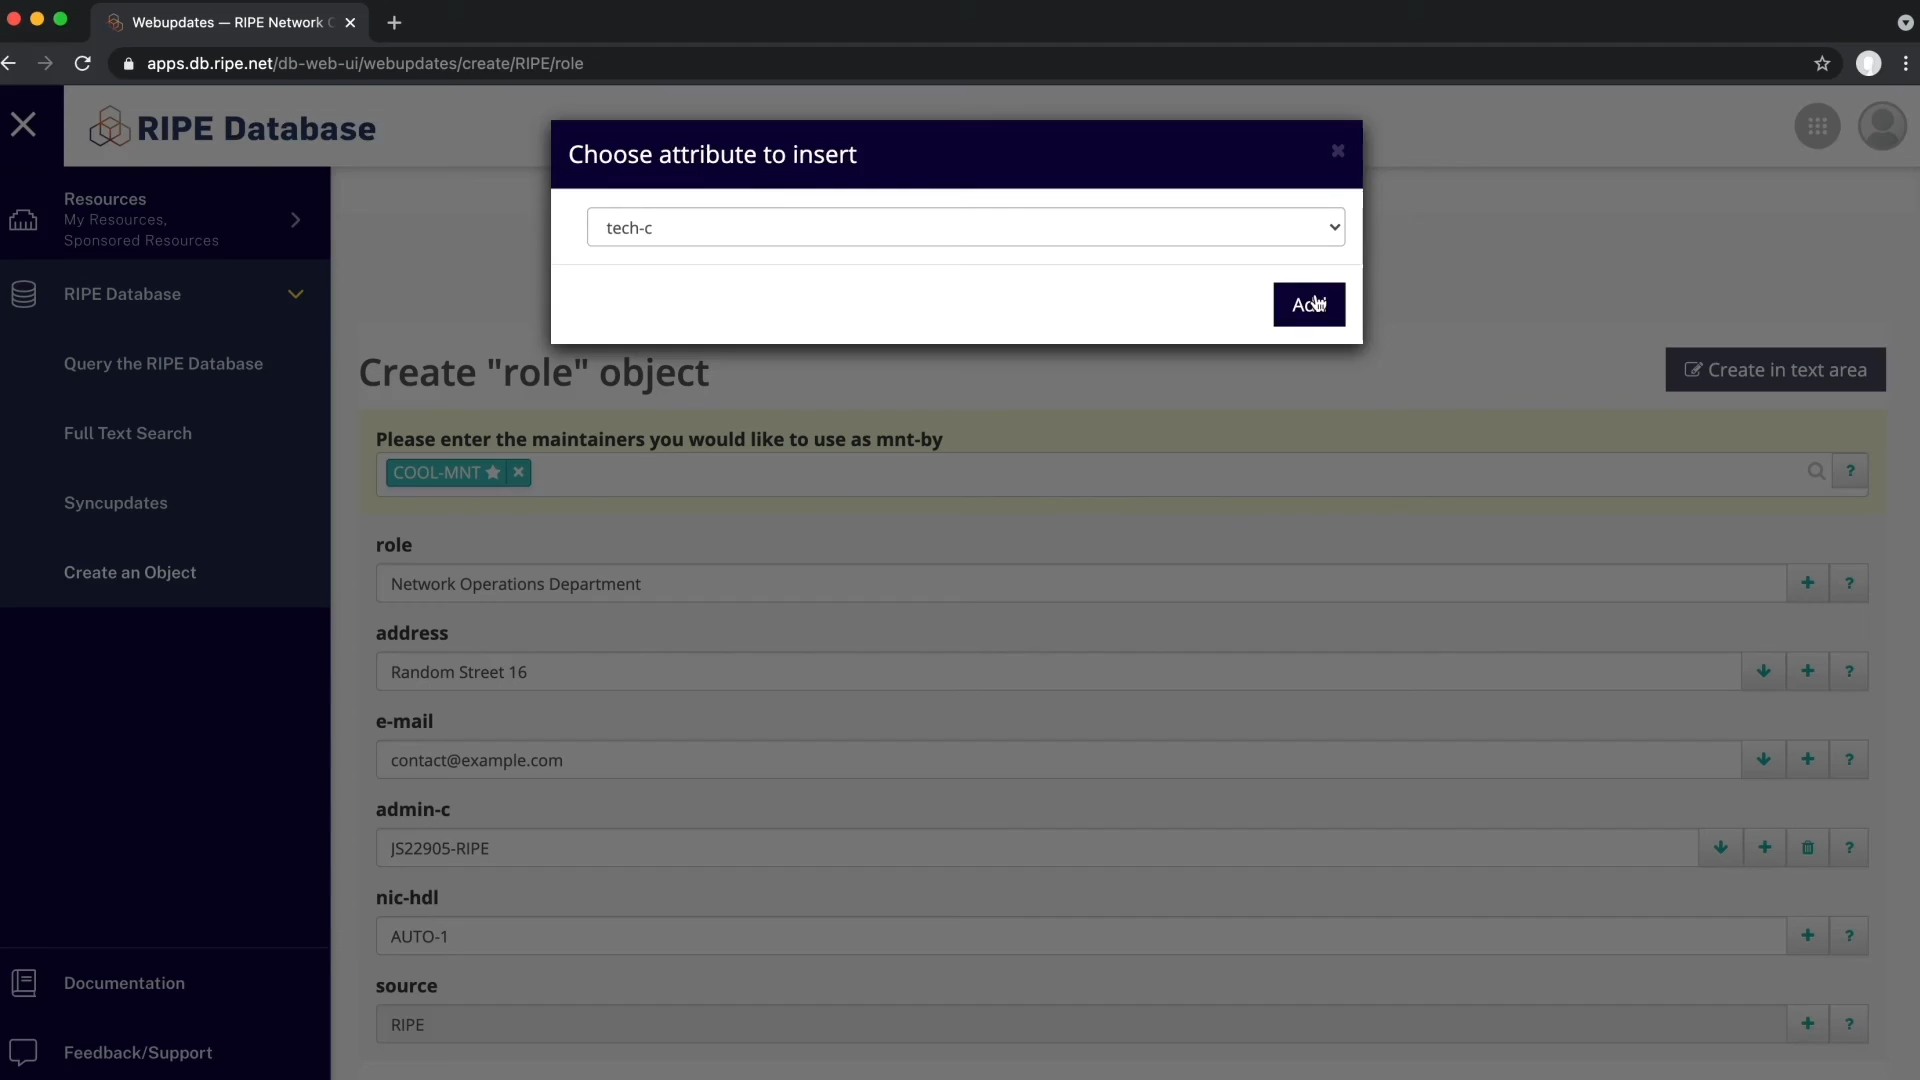 Webupdates — RIPE Network
apps.db.ripe.net/db-web-ui/webupdates/create/RIPE/role
RIPE Database
Choose attribute to insert
tech-c
Add
Resources
My Resources,
Sponsored Resources
RIPE Database
Query the RIPE Database
Full Text Search
Syncupdates
Create an Object
Documentation
Feedback/Support
Create "role" object
Create in text area
Please enter the maintainers you would like to use as mnt-by
COOL-MNT
?
role
Network Operations Department
?
address
Random Street 16
?
e-mail
contact@example.com
?
admin-c
JS22905-RIPE
?
nic-hdl
AUTO-1
?
source
RIPE
?